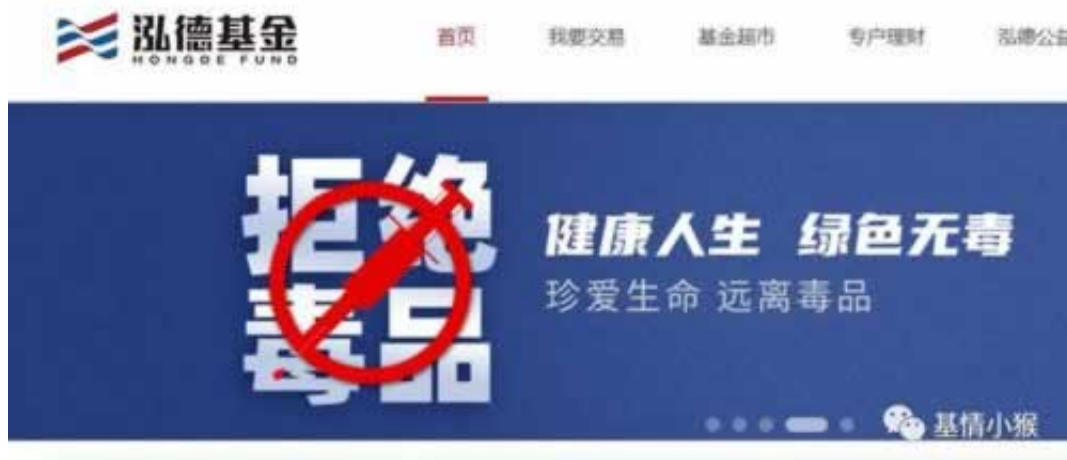 泓德基金
HONGDE FUND
首页 我要交易 基金超市 专户理财 泓德公益
拒绝
毒品
健康人生 绿色无毒
珍爱生命 远离毒品
基情小猴